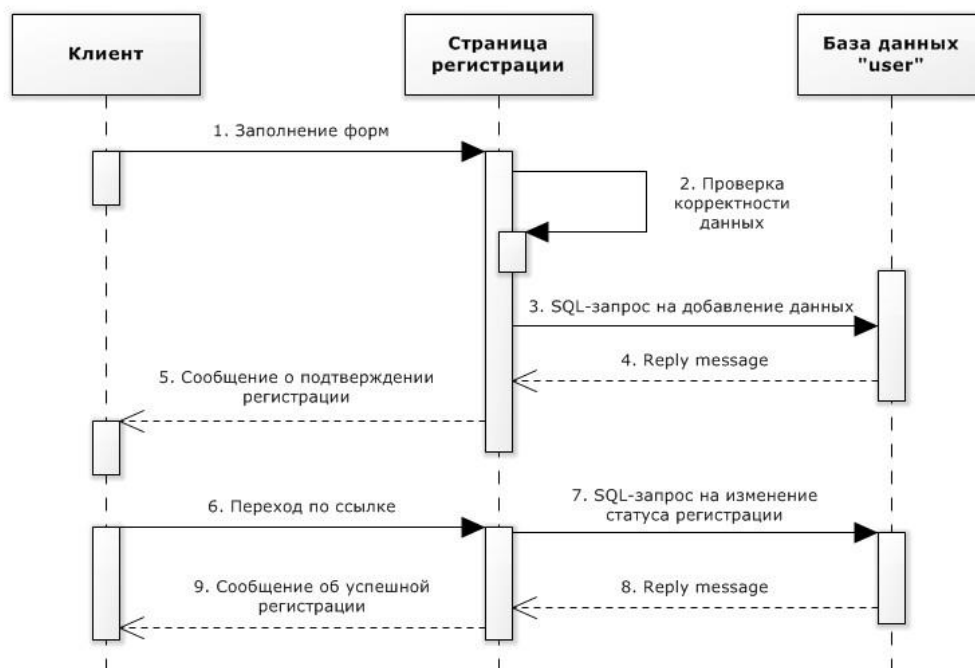 Клиент
Страница
регистрации
База данных
"user"
1. Заполнение форм
2. Проверка
корректности
данных
3. SQL-запрос на добавление данных
4. Reply message
5. Сообщение о подтверждении
регистрации
6. Переход по ссылке
7. SQL-запрос на изменение
статуса регистрации
8. Reply message
9. Сообщение об успешной
регистрации